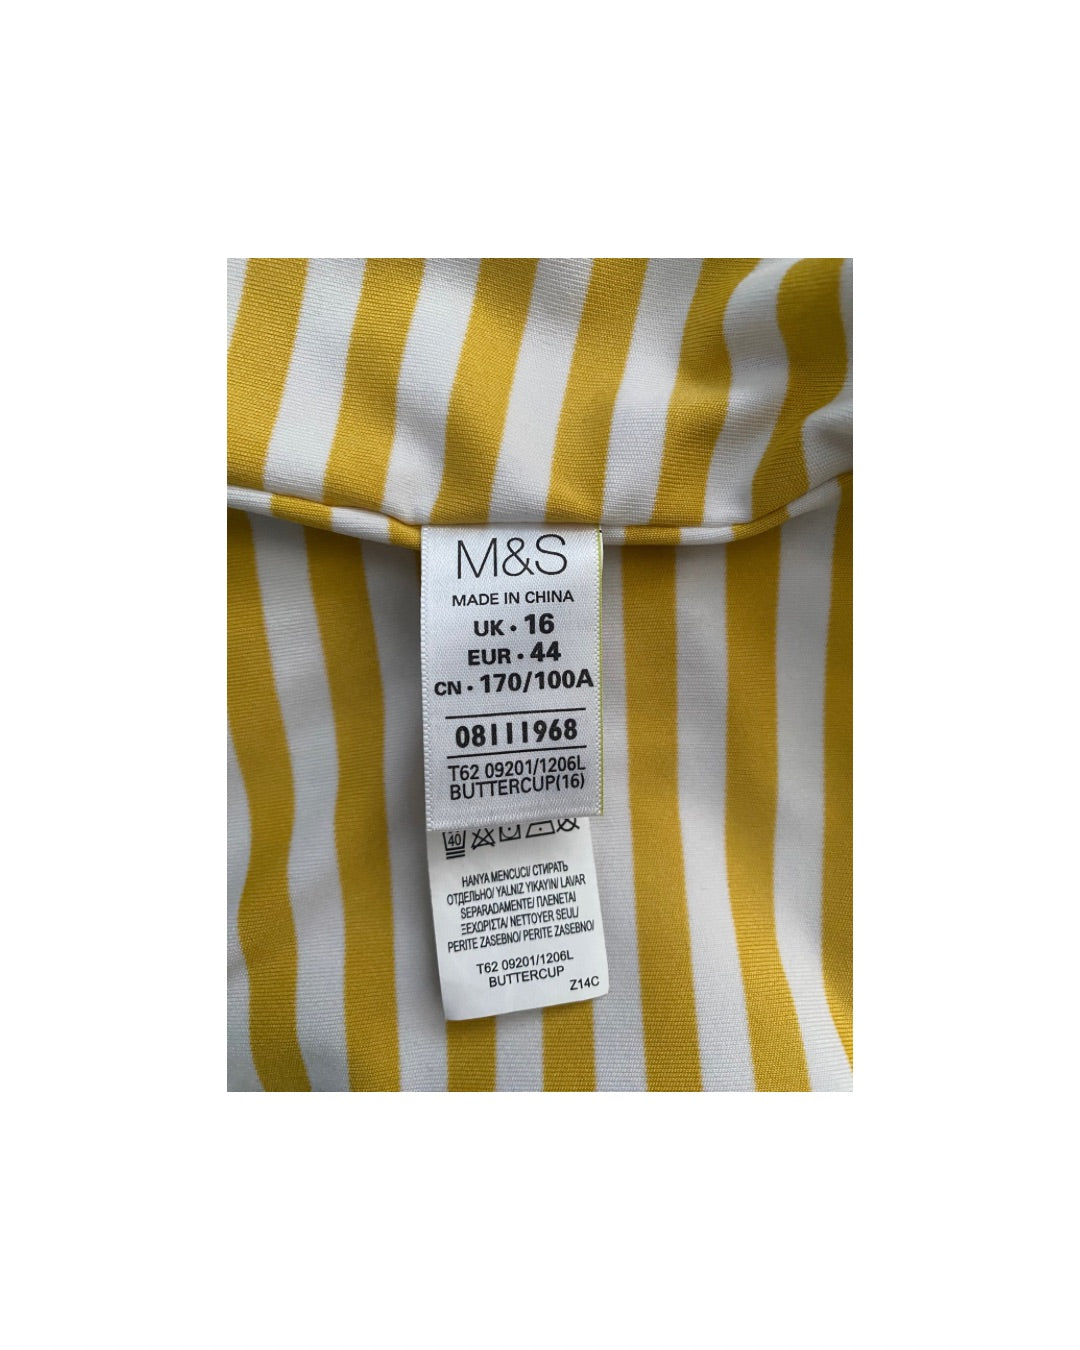 M&S
MADE IN CHINA
UK • 16
EUR • 44
CN • 170/100A
08111968
T62 09201/1206L
BUTTERCUP(16)
40
HANYA MENCUCI/ СТИРАТЬ
ОТДЕЛЬНО/ YALNIZ YIKAYIN/ LAVAR
SEPARADAMENTE/ ΠΛΕΝΕΤΑΙ
ΞΕΧΩΡΙΣΤΑ/ NETTOYER SEUL/
PERITE ZASEBNO/ PERITE ZASEBNO/
T62 09201/1206L
BUTTERCUP
Z14C